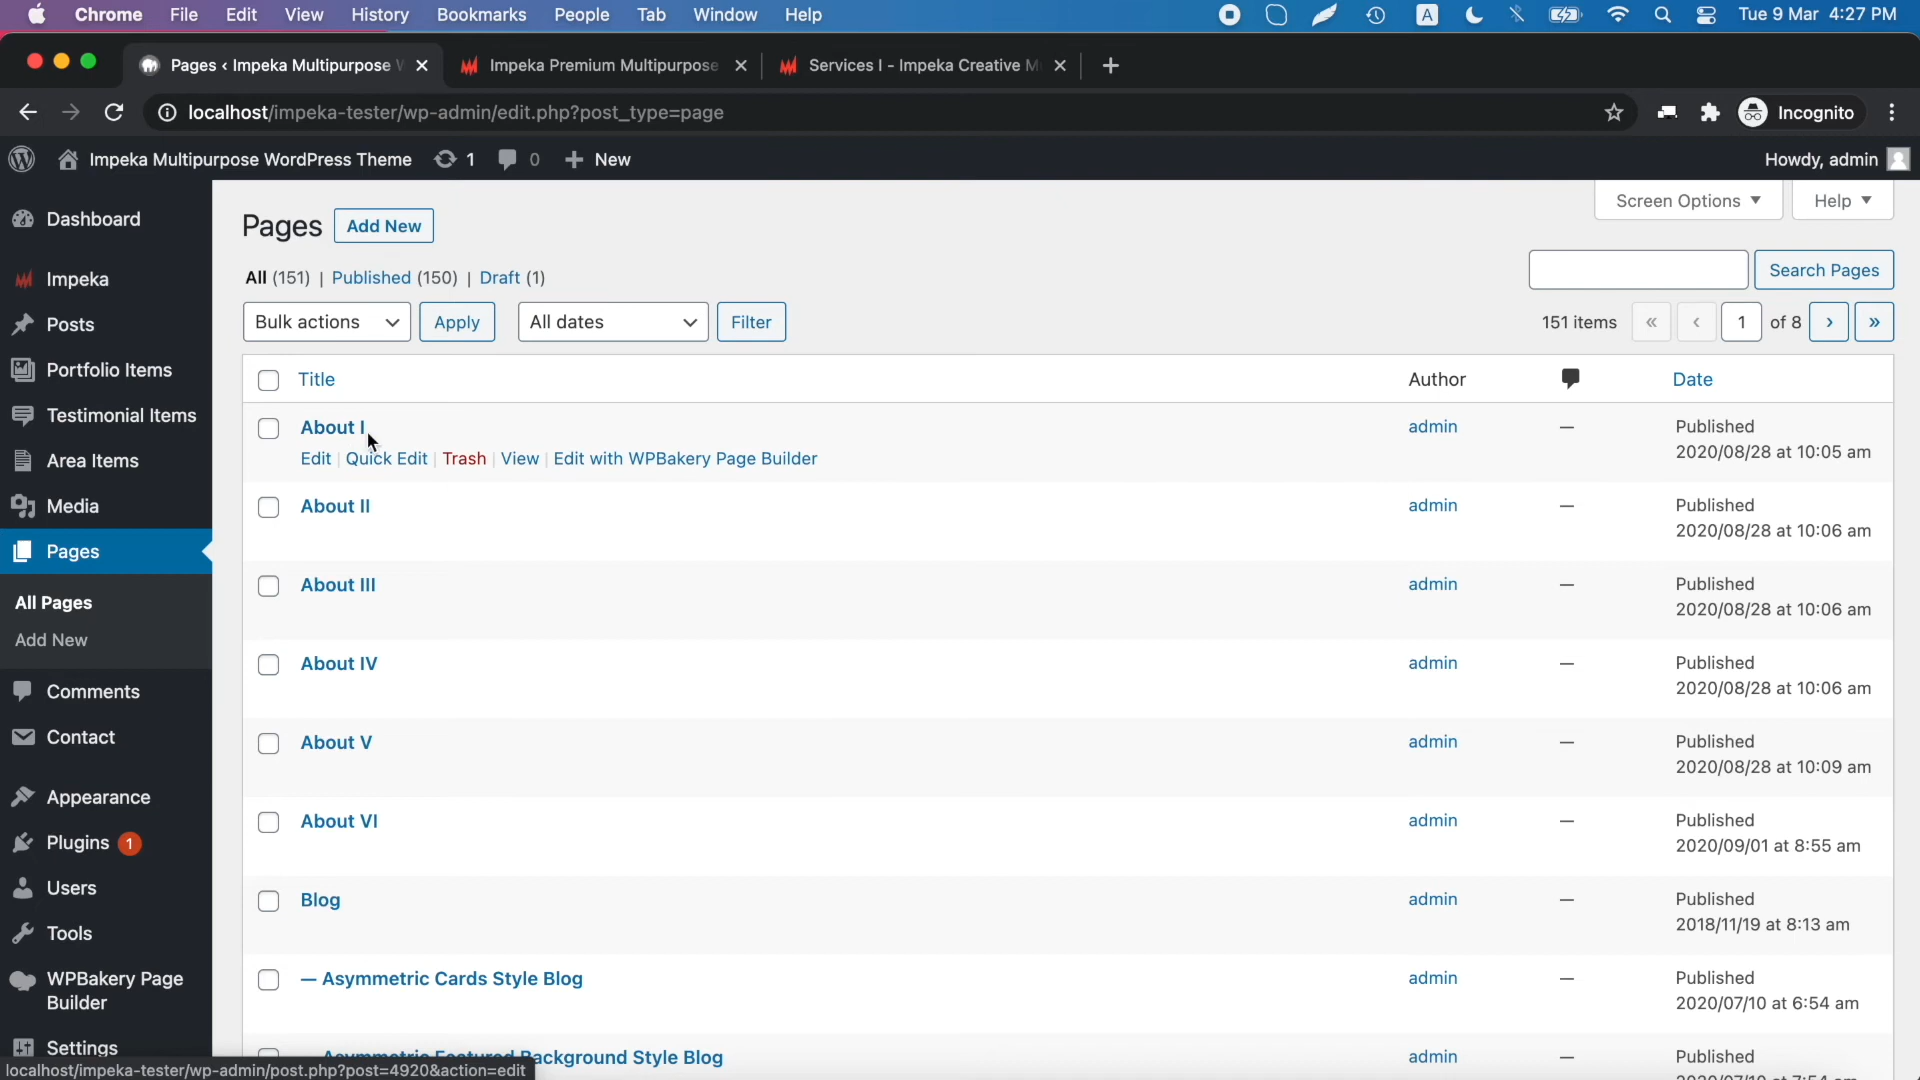 Chrome File Edit View History Bookmarks People Tab Window Help A Tue 9 Mar 4:27 PM
Pages ‹ Impeka Multipurpose W Impeka Premium Multipurpose Services I - Impeka Creative M
localhost/impeka-tester/wp-admin/edit.php?post_type=page Incognito
Impeka Multipurpose WordPress Theme 1 0 New Howdy, admin
Dashboard
Impeka
Posts
Portfolio Items
Testimonial Items
Area Items
Media
Pages
All Pages
Add New
Comments
Contact
Appearance
Plugins 1
Users
Tools
WPBakery Page
Builder
Settings
Screen Options Help
Pages Add New
All (151) | Published (150) | Draft (1)
Search Pages
Bulk actions Apply All dates Filter 151 items « ‹ 1 of 8 › »
Title Author Date
About I admin — Published
2020/08/28 at 10:05 am
Edit | Quick Edit | Trash | View | Edit with WPBakery Page Builder
About II admin — Published
2020/08/28 at 10:06 am
About III admin — Published
2020/08/28 at 10:06 am
About IV admin — Published
2020/08/28 at 10:06 am
About V admin — Published
2020/08/28 at 10:09 am
About VI admin — Published
2020/09/01 at 8:55 am
Blog admin — Published
2018/11/19 at 8:13 am
— Asymmetric Cards Style Blog admin — Published
2020/07/10 at 6:54 am
Asymmetric Featured Background Style Blog admin — Published
localhost/impeka-tester/wp-admin/post.php?post=4920&action=edit